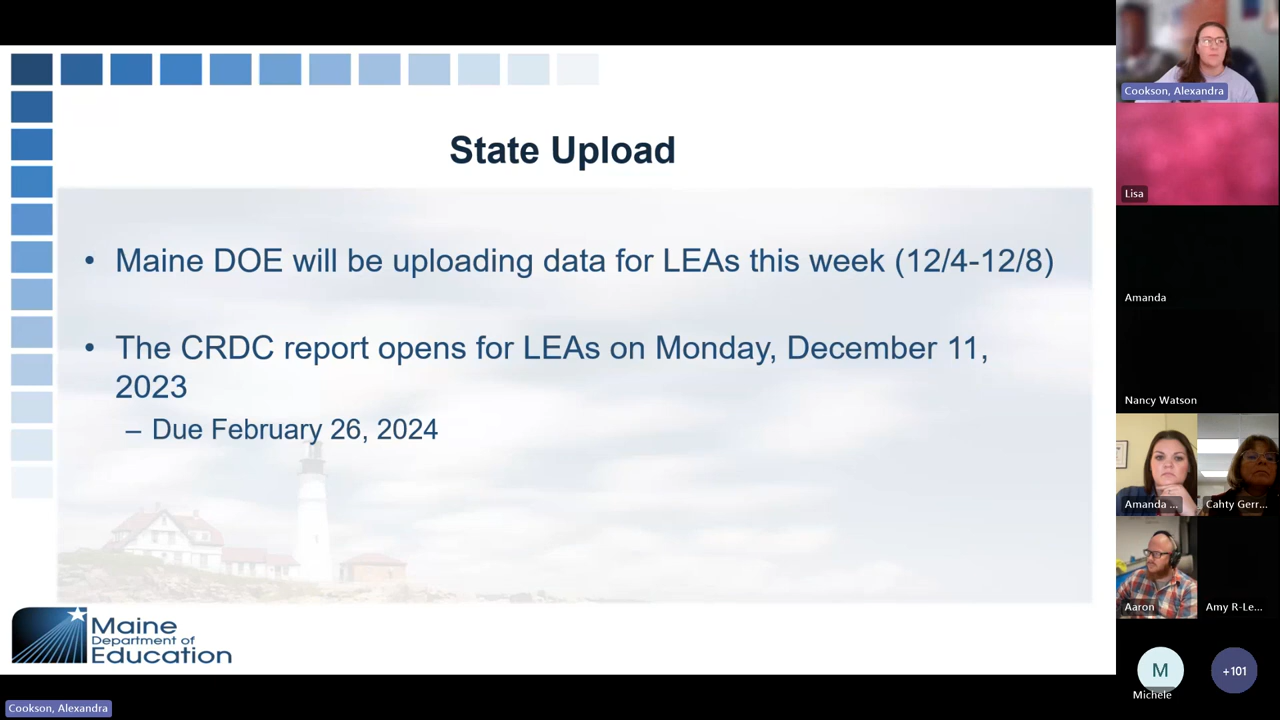 State Upload
• Maine DOE will be uploading data for LEAs this week (12/4-12/8)
• The CRDC report opens for LEAs on Monday, December 11,
2023
– Due February 26, 2024
Maine
Department of
Education
Cookson, Alexandra
Cookson, Alexandra
Lisa
Amanda
Nancy Watson
Amanda ...
Cahty Gerr...
Aaron
Amy R-Le...
M
+101
Michele